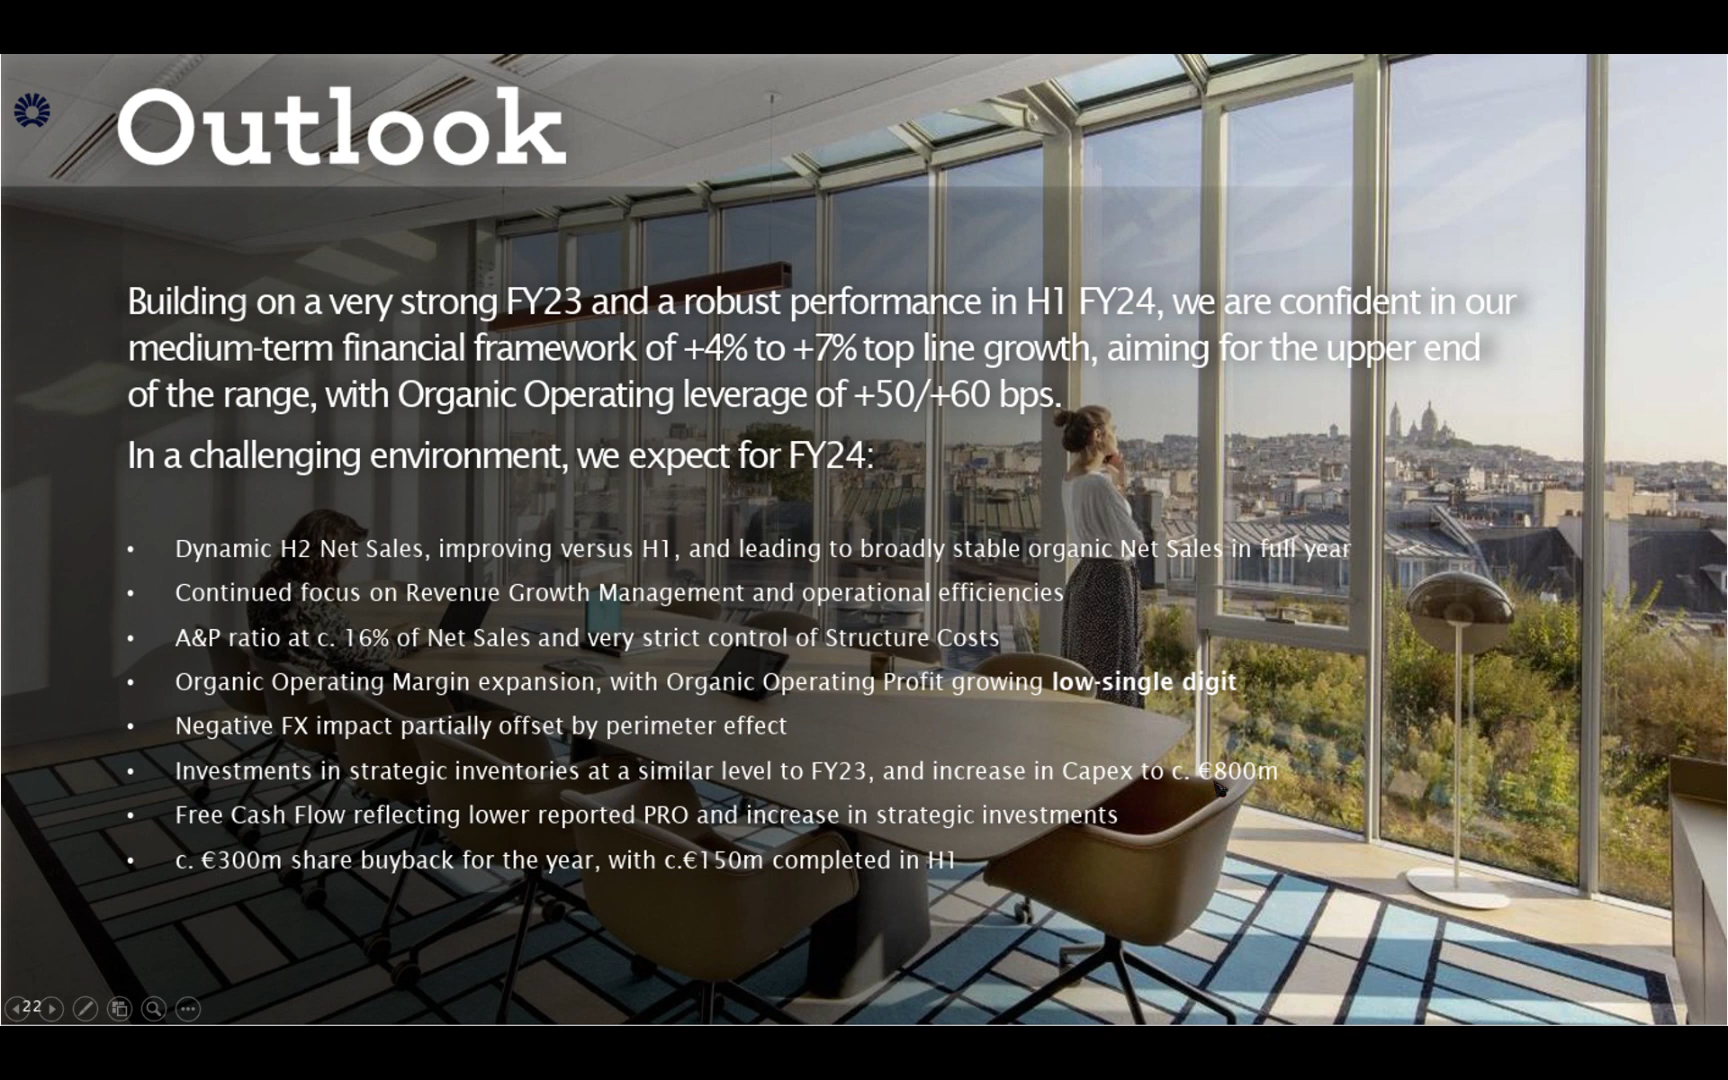 Outlook
Building on a very strong FY23 and a robust performance in H1 FY24, we are confident in our
medium-term financial framework of +4% to +7% top line growth, aiming for the upper end
of the range, with Organic Operating leverage of +50/+60 bps.
In a challenging environment, we expect for FY24:
• Dynamic H2 Net Sales, improving versus H1, and leading to broadly stable organic Net Sales in full year
• Continued focus on Revenue Growth Management and operational efficiencies
• A&P ratio at c. 16% of Net Sales and very strict control of Structure Costs
• Organic Operating Margin expansion, with Organic Operating Profit growing low-single digit
• Negative FX impact partially offset by perimeter effect
• Investments in strategic inventories at a similar level to FY23, and increase in Capex to c. €800m
• Free Cash Flow reflecting lower reported PRO and increase in strategic investments
• c. €300m share buyback for the year, with c.€150m completed in H1
22